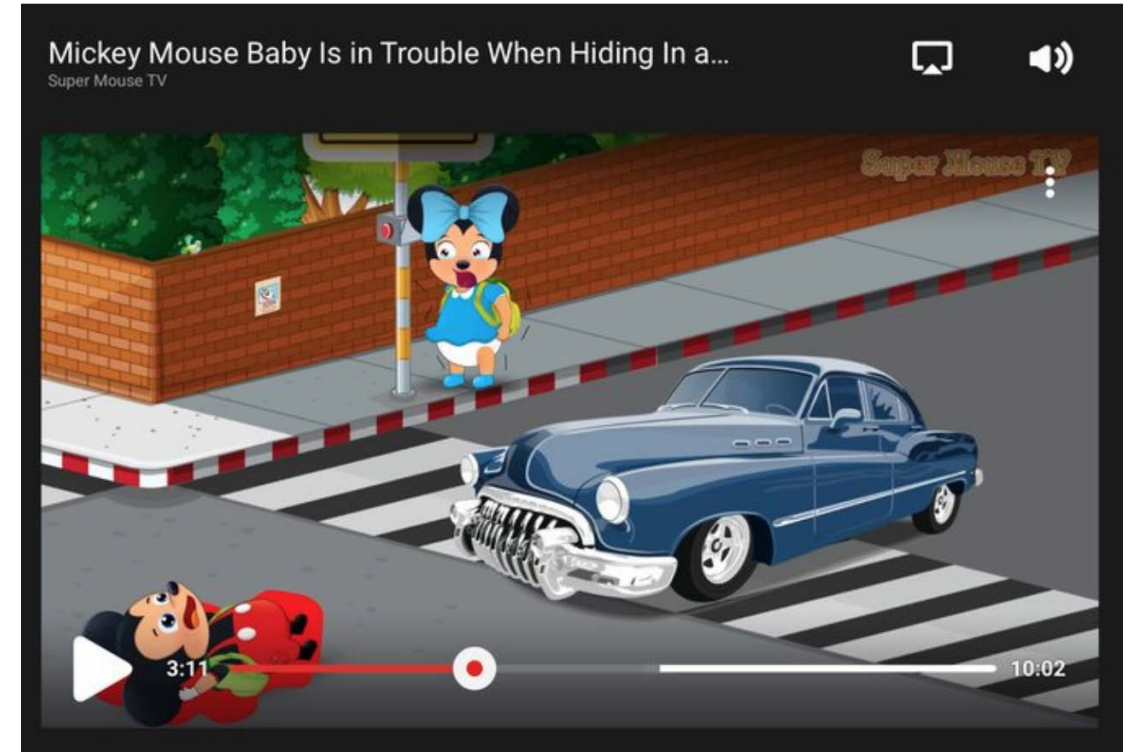 Mickey Mouse Baby Is in Trouble When Hiding In a...
Super Mouse TV
Super Mouse TV
3:11
10:02